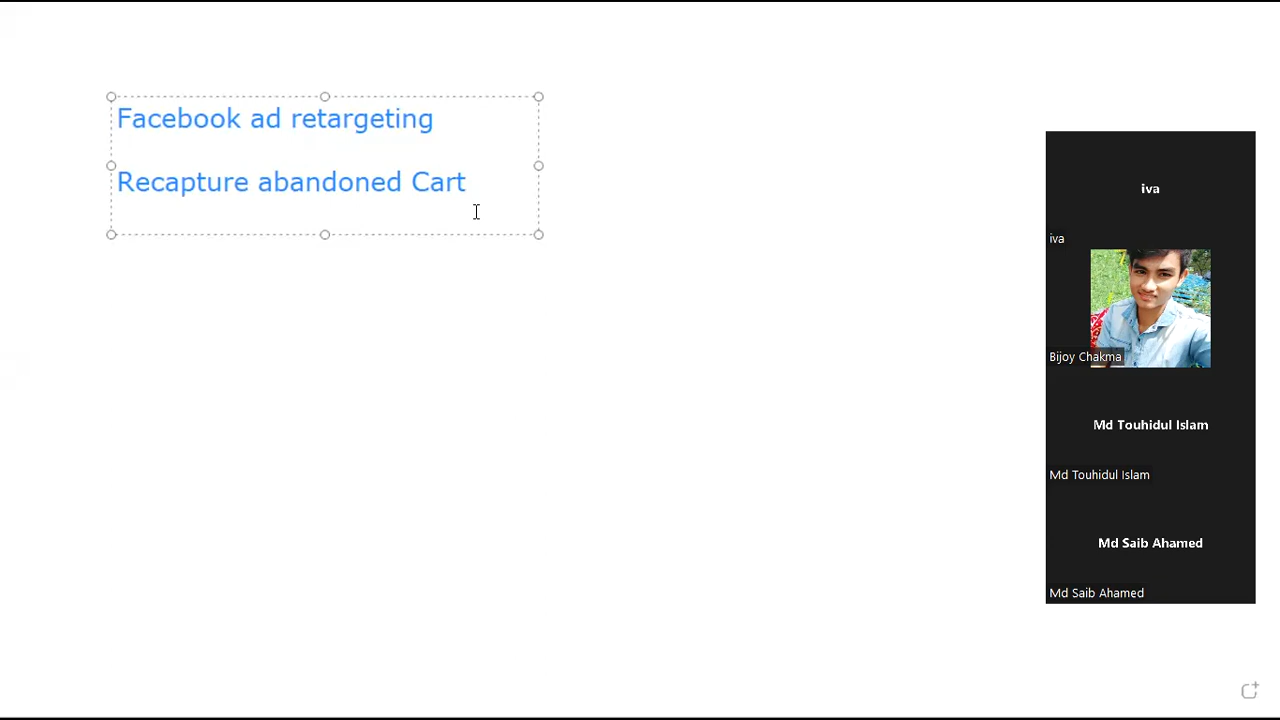 Facebook ad retargeting
Recapture abandoned Cart
iva
iva
Bijoy Chakma
Md Touhidul Islam
Md Touhidul Islam
Md Saib Ahamed
Md Saib Ahamed